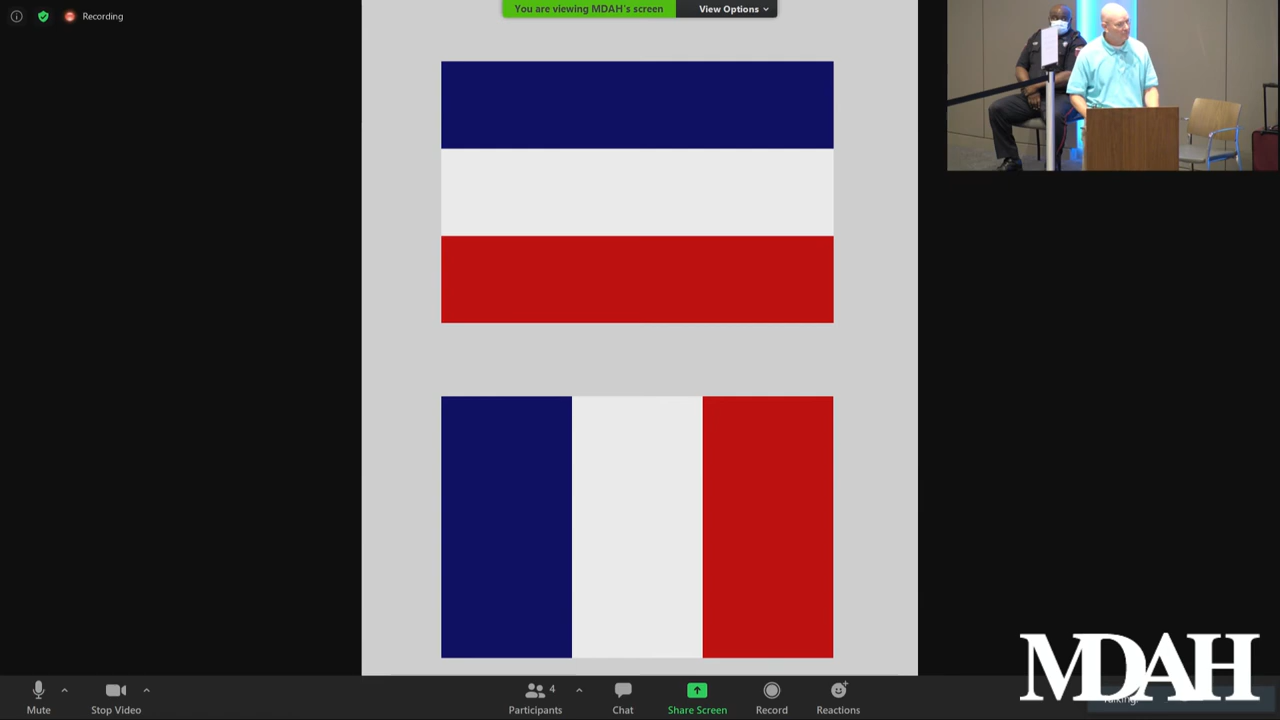 Recording
You are viewing MDAH's screen
View Options
MDAH
Talking:
Mute
Stop Video
4
Participants
Chat
Share Screen
Record
Reactions